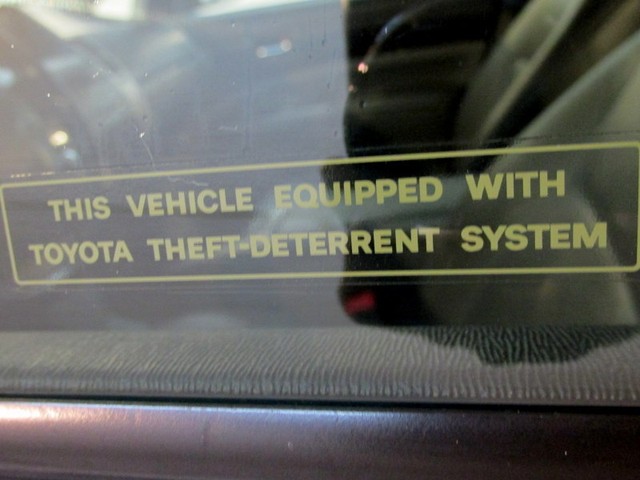 THIS VEHICLE EQUIPPED WITH
TOYOTA THEFT-DETERRENT SYSTEM